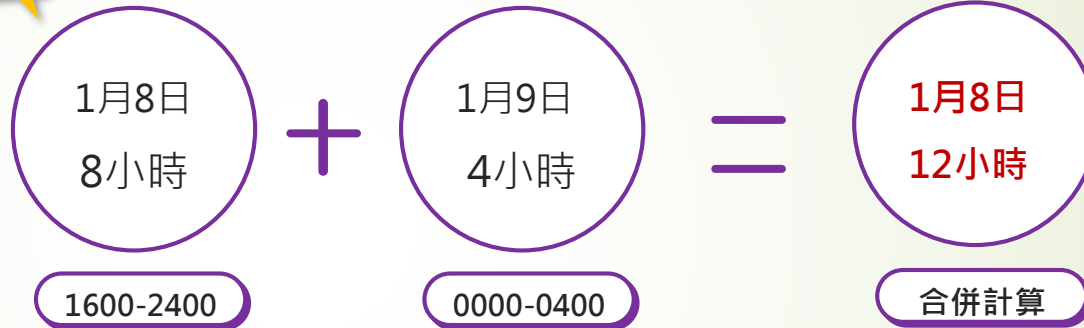 1月8日
8小時
1600-2400
+
1月9日
4小時
0000-0400
=
1月8日
12小時
合併計算